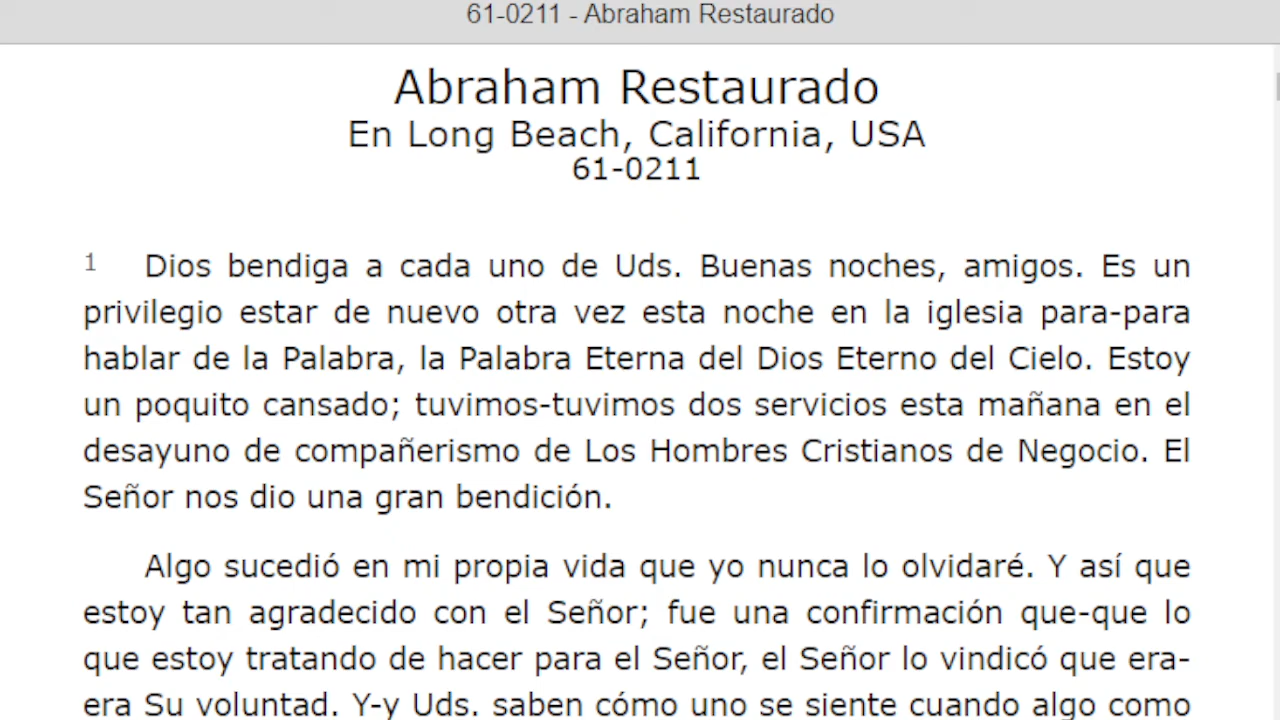 61-0211 - Abraham Restaurado
Abraham Restaurado
En Long Beach, California, USA
61-0211
1 Dios bendiga a cada uno de Uds. Buenas noches, amigos. Es un
privilegio estar de nuevo otra vez esta noche en la iglesia para-para
hablar de la Palabra, la Palabra Eterna del Dios Eterno del Cielo. Estoy
un poquito cansado; tuvimos-tuvimos dos servicios esta mañana en el
desayuno de compañerismo de Los Hombres Cristianos de Negocio. El
Señor nos dio una gran bendición.
Algo sucedió en mi propia vida que yo nunca lo olvidaré. Y así que
estoy tan agradecido con el Señor; fue una confirmación que-que lo
que estoy tratando de hacer para el Señor, el Señor lo vindicó que era-
era Su voluntad. Y-y Uds. saben cómo uno se siente cuando algo como